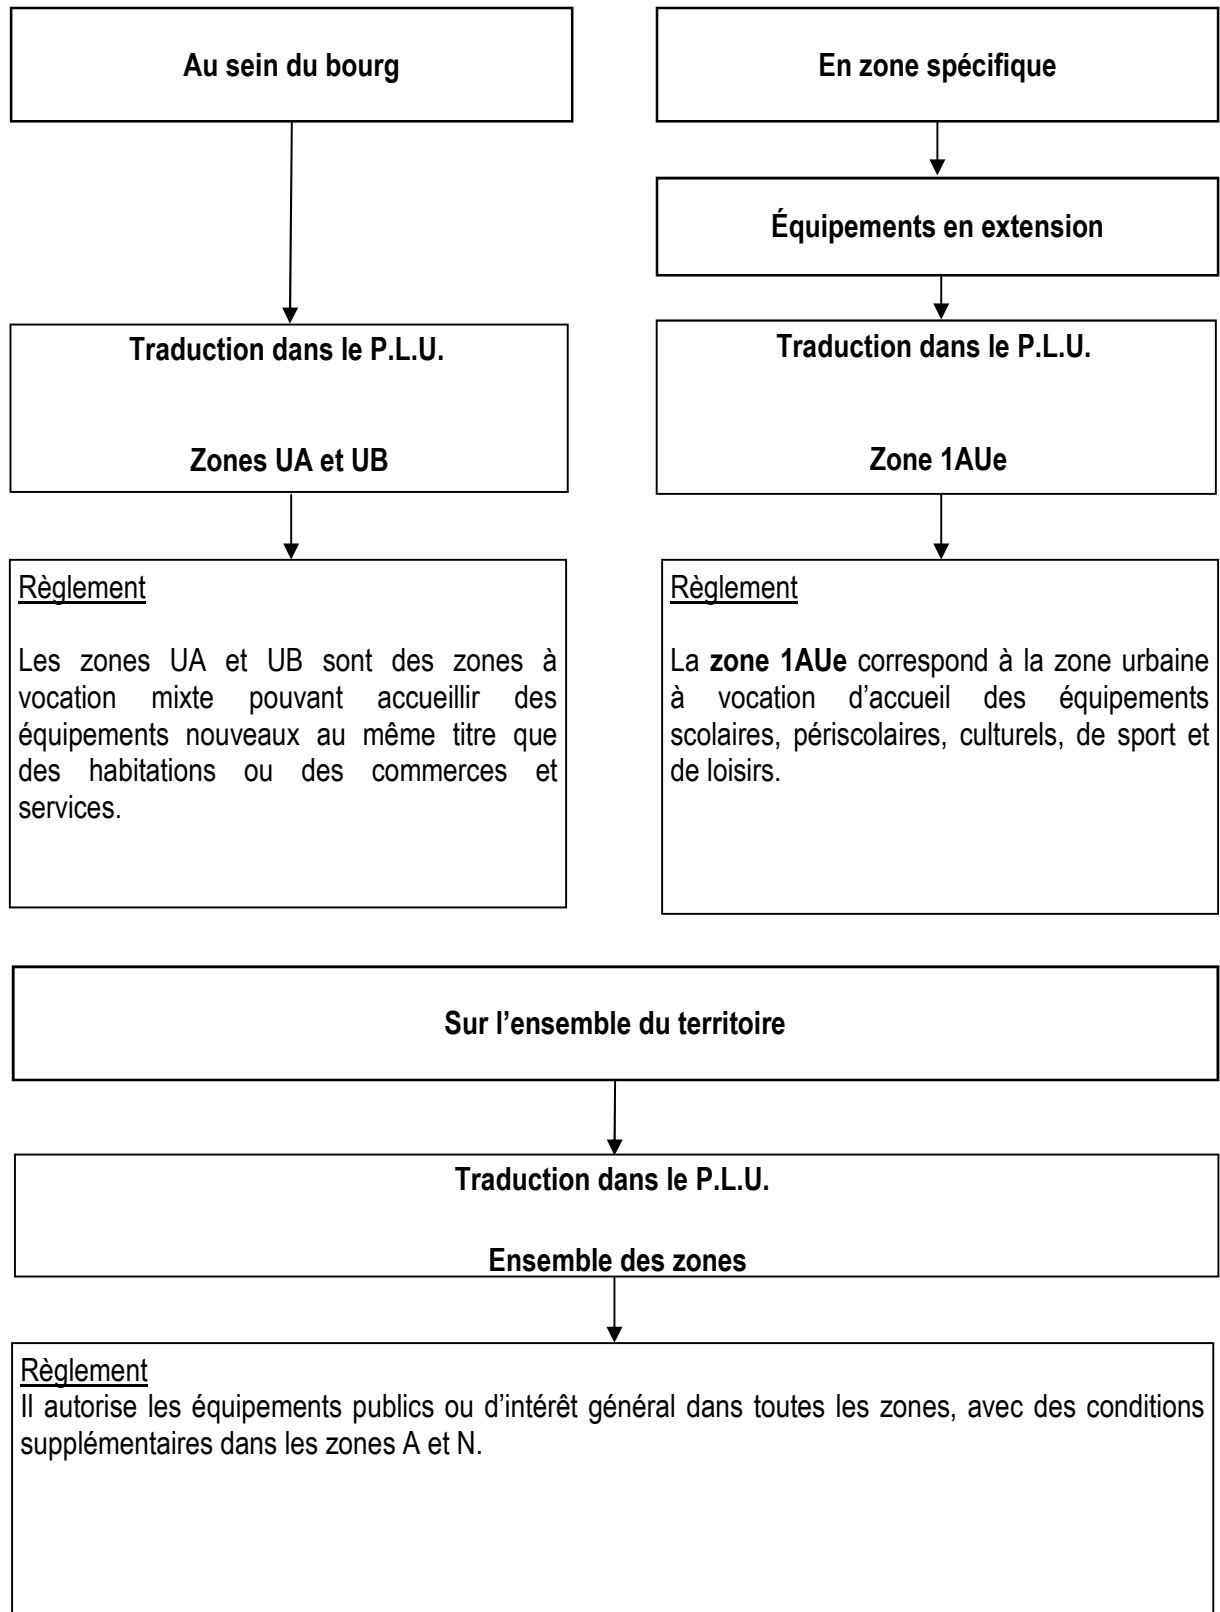 Au sein du bourg
Traduction dans le P.L.U.
Zones UA et UB
Règlement
Les zones UA et UB sont des zones à
vocation mixte pouvant accueillir des
équipements nouveaux au même titre que
des habitations ou des commerces et
services.
En zone spécifique
Équipements en extension
Traduction dans le P.L.U.
Zone 1AUe
Règlement
La zone 1AUe correspond à la zone urbaine
à vocation d’accueil des équipements
scolaires, périscolaires, culturels, de sport et
de loisirs.
Sur l’ensemble du territoire
Traduction dans le P.L.U.
Ensemble des zones
Règlement
Il autorise les équipements publics ou d’intérêt général dans toutes les zones, avec des conditions
supplémentaires dans les zones A et N.